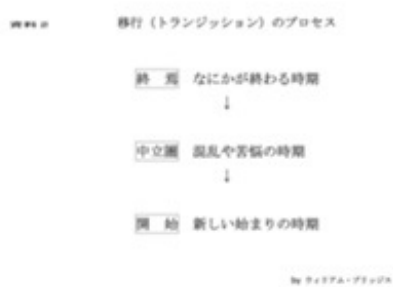 移行（トランジッション）のプロセス
終 焉 なにかが終わる時期
↓
中立圏 混乱や苦悩の時期
↓
開 始 新しい始まりの時期
by ウィリアム・ブリッジス